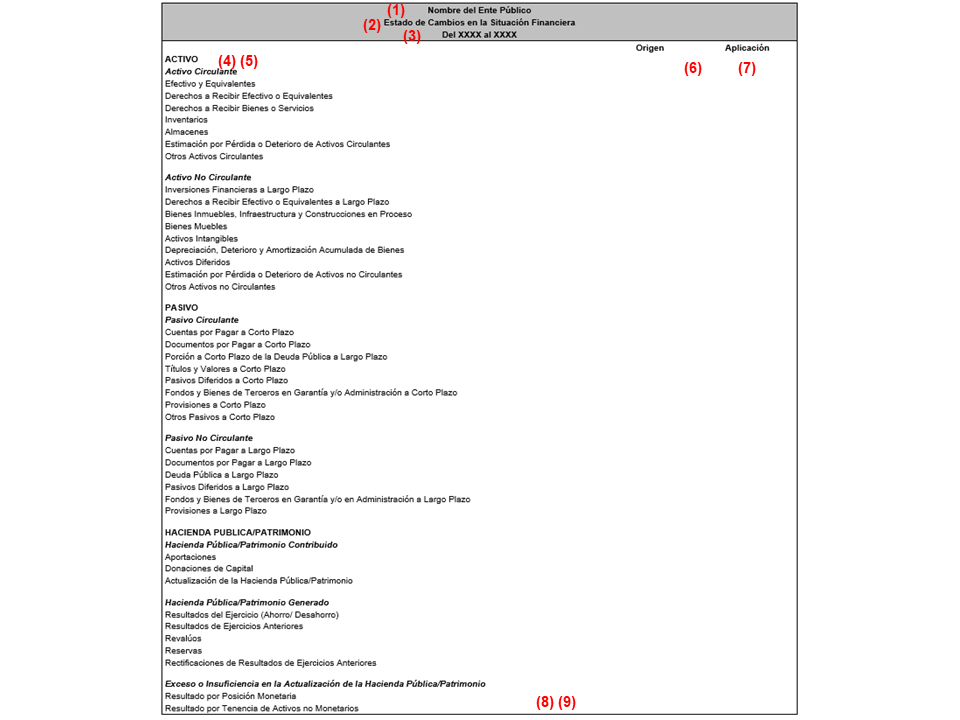 (1) Nombre del Ente Público
(2) Estado de Cambios en la Situación Financiera
(3) Del XXXX al XXXX
Origen Aplicación
ACTIVO (4) (5)
(6) (7)
Activo Circulante
Efectivo y Equivalentes
Derechos a Recibir Efectivo o Equivalentes
Derechos a Recibir Bienes o Servicios
Inventarios
Almacenes
Estimación por Pérdida o Deterioro de Activos Circulantes
Otros Activos Circulantes
Activo No Circulante
Inversiones Financieras a Largo Plazo
Derechos a Recibir Efectivo o Equivalentes a Largo Plazo
Bienes Inmuebles, Infraestructura y Construcciones en Proceso
Bienes Muebles
Activos Intangibles
Depreciación, Deterioro y Amortización Acumulada de Bienes
Activos Diferidos
Estimación por Pérdida o Deterioro de Activos no Circulantes
Otros Activos no Circulantes
PASIVO
Pasivo Circulante
Cuentas por Pagar a Corto Plazo
Documentos por Pagar a Corto Plazo
Porción a Corto Plazo de la Deuda Pública a Largo Plazo
Títulos y Valores a Corto Plazo
Pasivos Diferidos a Corto Plazo
Fondos y Bienes de Terceros en Garantía y/o Administración a Corto Plazo
Provisiones a Corto Plazo
Otros Pasivos a Corto Plazo
Pasivo No Circulante
Cuentas por Pagar a Largo Plazo
Documentos por Pagar a Largo Plazo
Deuda Pública a Largo Plazo
Pasivos Diferidos a Largo Plazo
Fondos y Bienes de Terceros en Garantía y/o en Administración a Largo Plazo
Provisiones a Largo Plazo
HACIENDA PUBLICA/PATRIMONIO
Hacienda Pública/Patrimonio Contribuido
Aportaciones
Donaciones de Capital
Actualización de la Hacienda Pública/Patrimonio
Hacienda Pública/Patrimonio Generado
Resultados del Ejercicio (Ahorro/ Desahorro)
Resultados de Ejercicios Anteriores
Revalúos
Reservas
Rectificaciones de Resultados de Ejercicios Anteriores
Exceso o Insuficiencia en la Actualización de la Hacienda Pública/Patrimonio
Resultado por Posición Monetaria
(8) (9)
Resultado por Tenencia de Activos no Monetarios